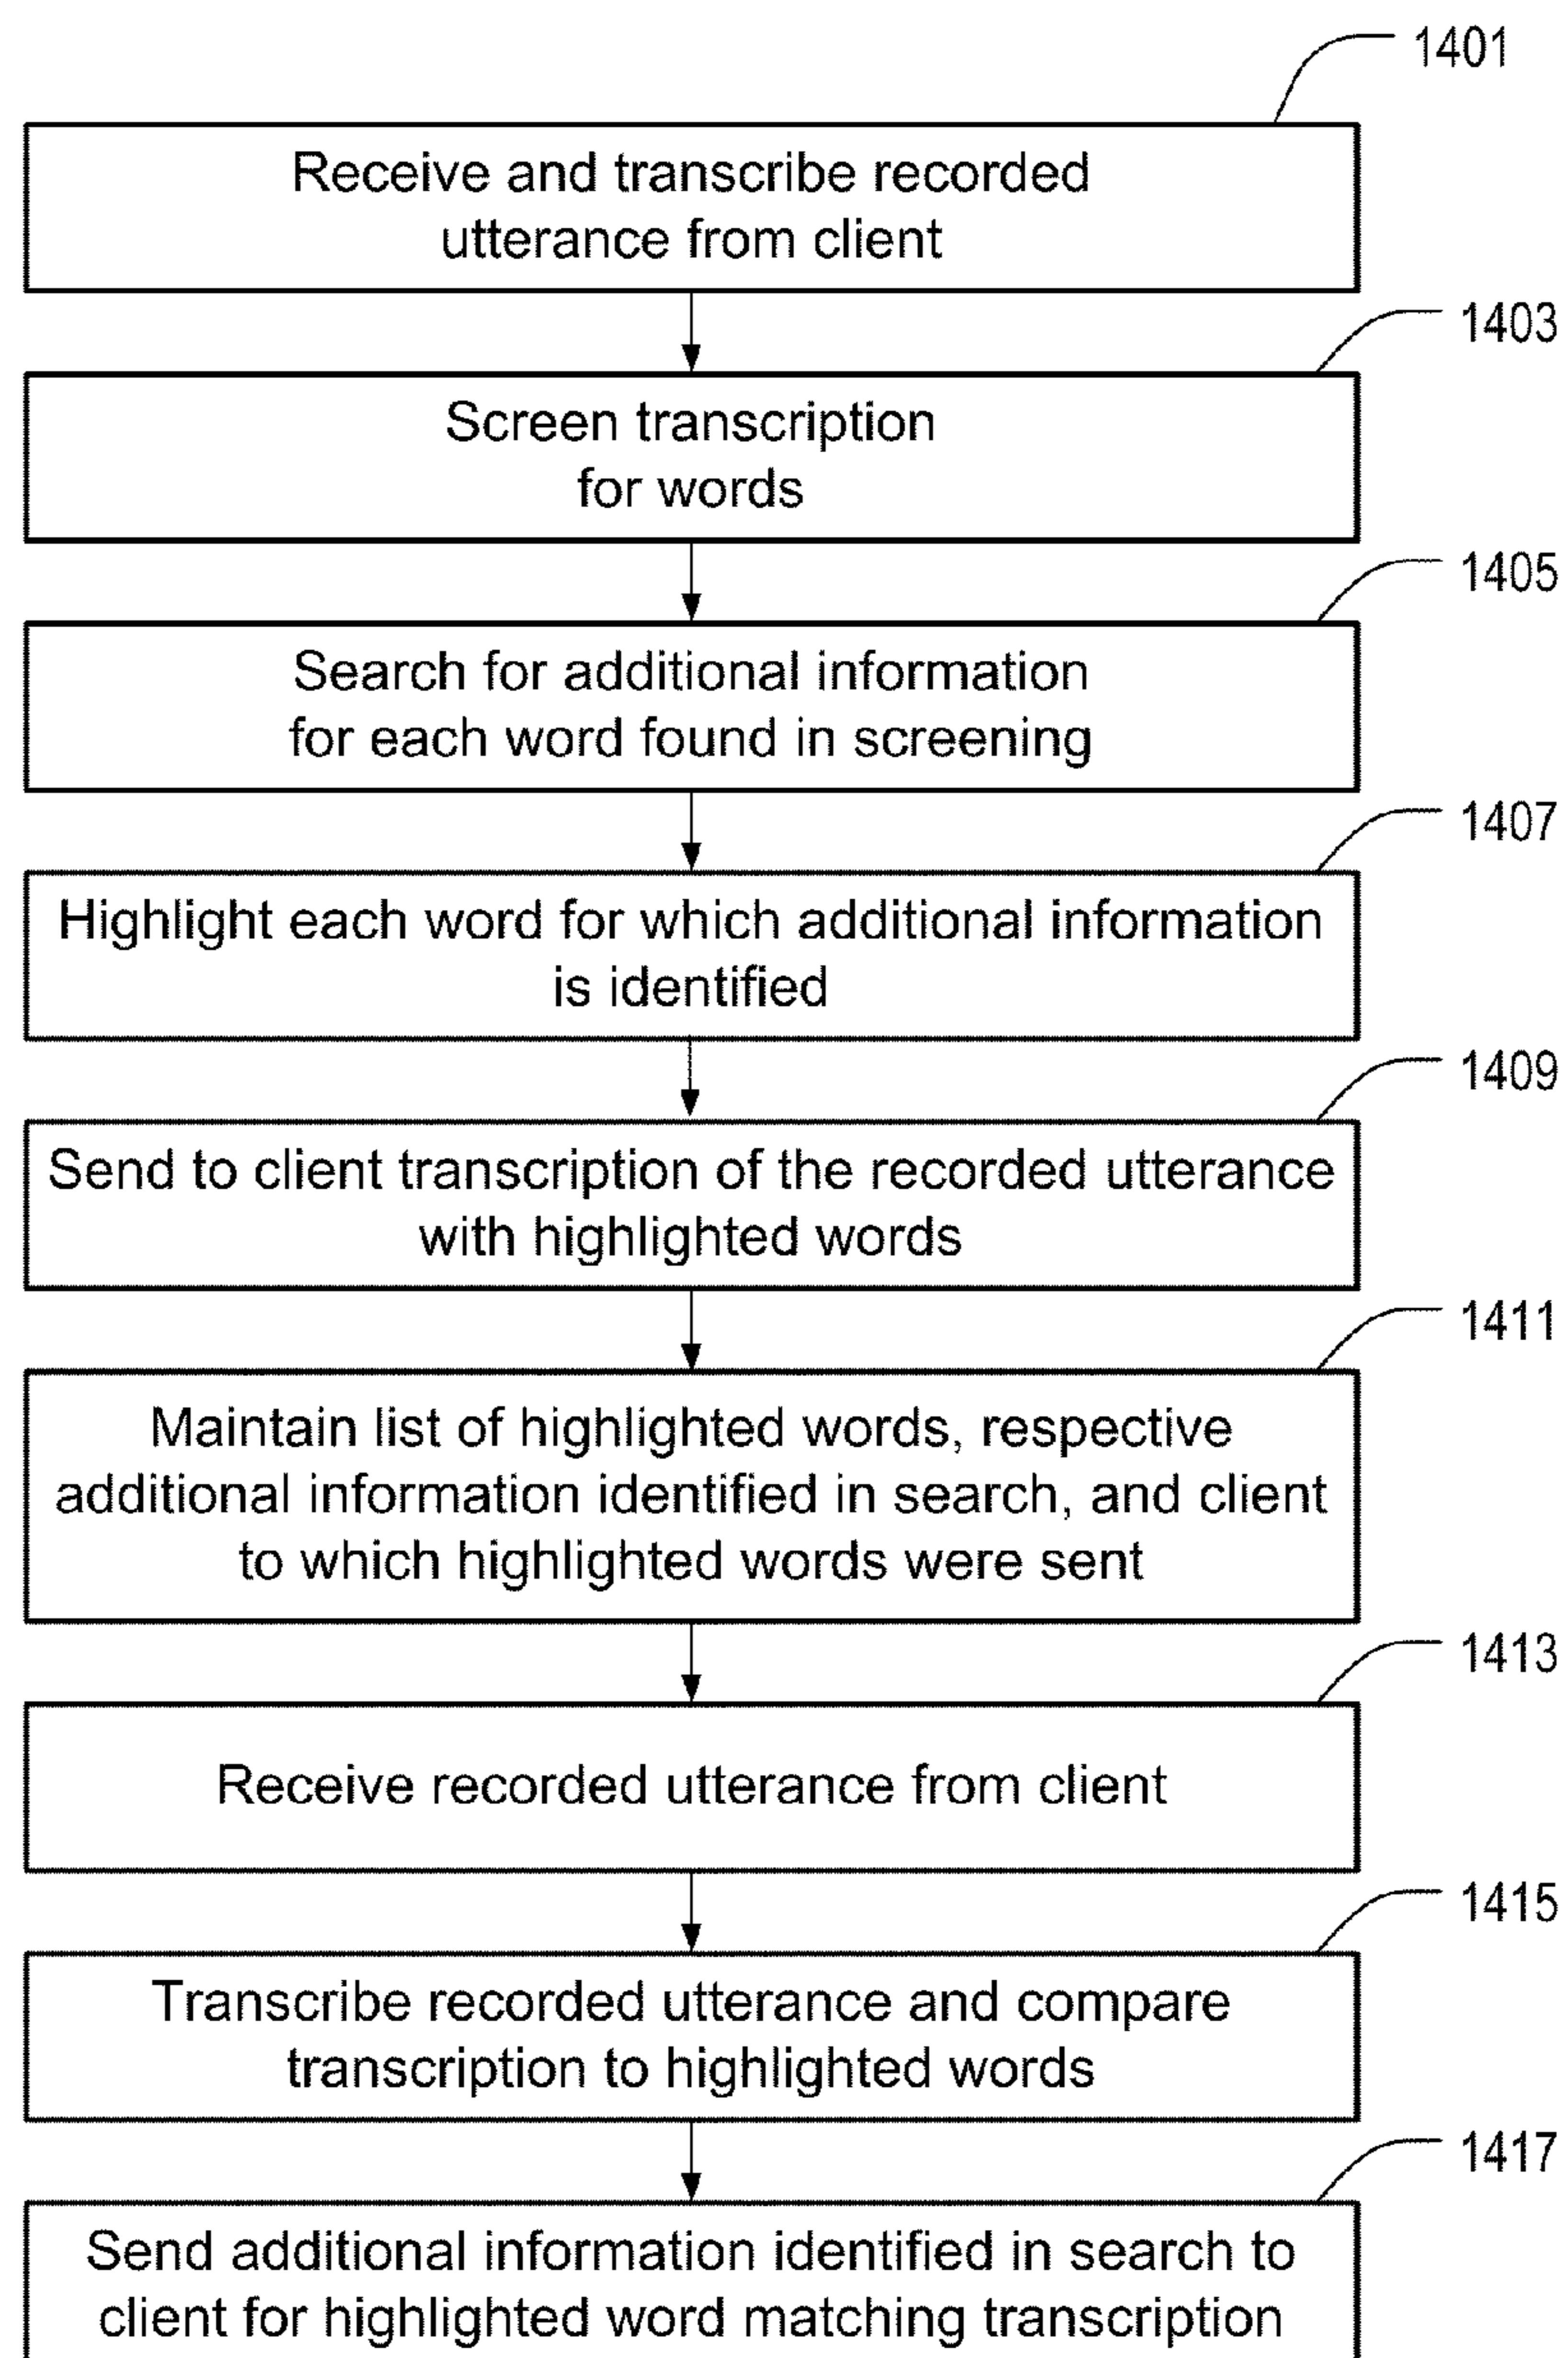 1401
Receive and transcribe recorded
utterance from client
1403
Screen transcription
for words
1405
Search for additional information
for each word found in screening
1407
Highlight each word for which additional information
is identified
1409
Send to client transcription of the recorded utterance
with highlighted words
1411
Maintain list of highlighted words, respective
additional information identified in search, and client
to which highlighted words were sent
1413
Receive recorded utterance from client
1415
Transcribe recorded utterance and compare
transcription to highlighted words
1417
Send additional information identified in search to
client for highlighted word matching transcription